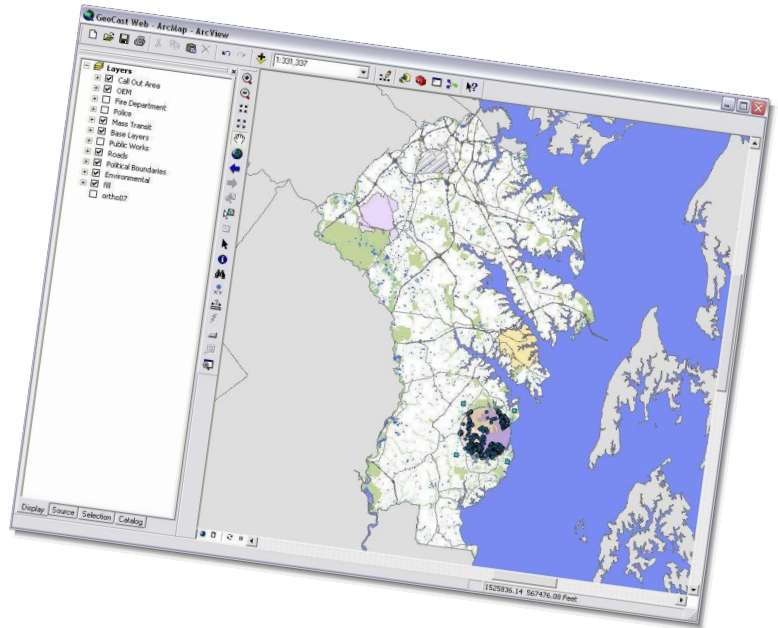 GeoCast Web - ArcMap - ArcView
1:331,337
Layers
Call Out Area
OEM
Fire Department
Police
Mass Transit
Base Layers
Public Works
Roads
Political Boundaries
Environmental
fill
ortho07
Display Source Selection Catalog
1525836.14 567476.08 Feet